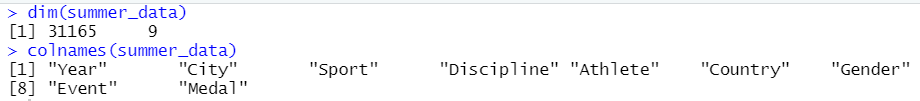 > dim(summer_data)
[1] 31165     9
> colnames(summer_data)
[1] "Year"       "City"       "Sport"      "Discipline" "Athlete"    "Country"    "Gender"
[8] "Event"      "Medal"